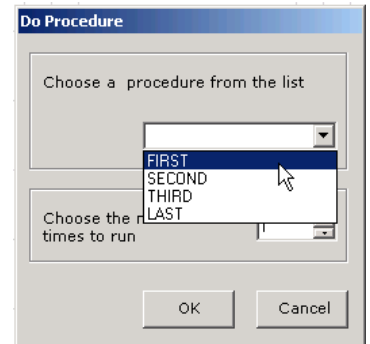 Do Procedure
Choose a procedure from the list
FIRST
SECOND
THIRD
LAST
Choose the
times to run
OK
Cancel